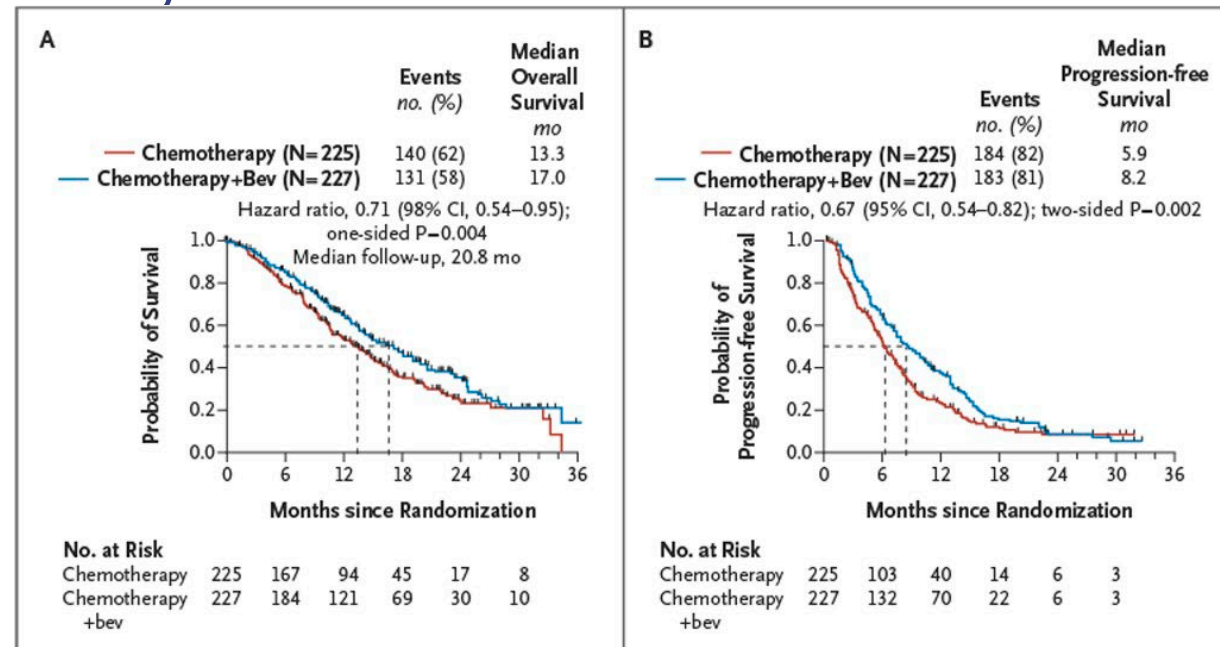 A
Events
no. (%)
Median
Overall
Survival
mo
Chemotherapy (N=225) 140 (62) 13.3
Chemotherapy+Bev (N=227) 131 (58) 17.0
Hazard ratio, 0.71 (98% CI, 0.54–0.95);
one-sided P=0.004
Median follow-up, 20.8 mo
Probability of Survival
1.0
0.8
0.6
0.4
0.2
0.0
0 6 12 18 24 30 36
Months since Randomization
No. at Risk
Chemotherapy 225 167 94 45 17 8
Chemotherapy 227 184 121 69 30 10
+bev
B
Events
no. (%)
Median
Progression-free
Survival
mo
Chemotherapy (N=225) 184 (82) 5.9
Chemotherapy+Bev (N=227) 183 (81) 8.2
Hazard ratio, 0.67 (95% CI, 0.54–0.82); two-sided P=0.002
Probability of
Progression-free Survival
1.0
0.8
0.6
0.4
0.2
0.0
0 6 12 18 24 30 36
Months since Randomization
No. at Risk
Chemotherapy 225 103 40 14 6 3
Chemotherapy 227 132 70 22 6 3
+bev